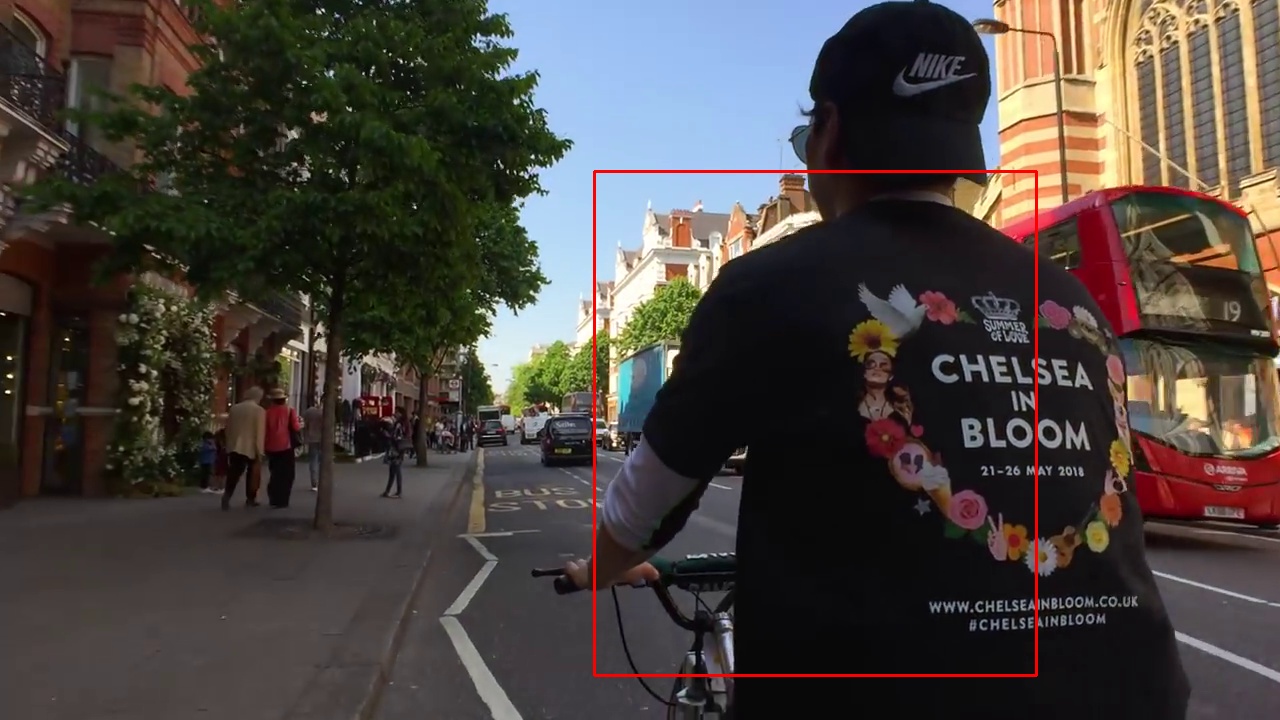 NIKE
SUMMER
OF LOVE
CHELSEA
IN
BLOOM
21-26 MAY 2018
WWW.CHELSEAINBLOOM.CO.UK
#CHELSEAINBLOOM
19
ARRIVA
BUS
STOP